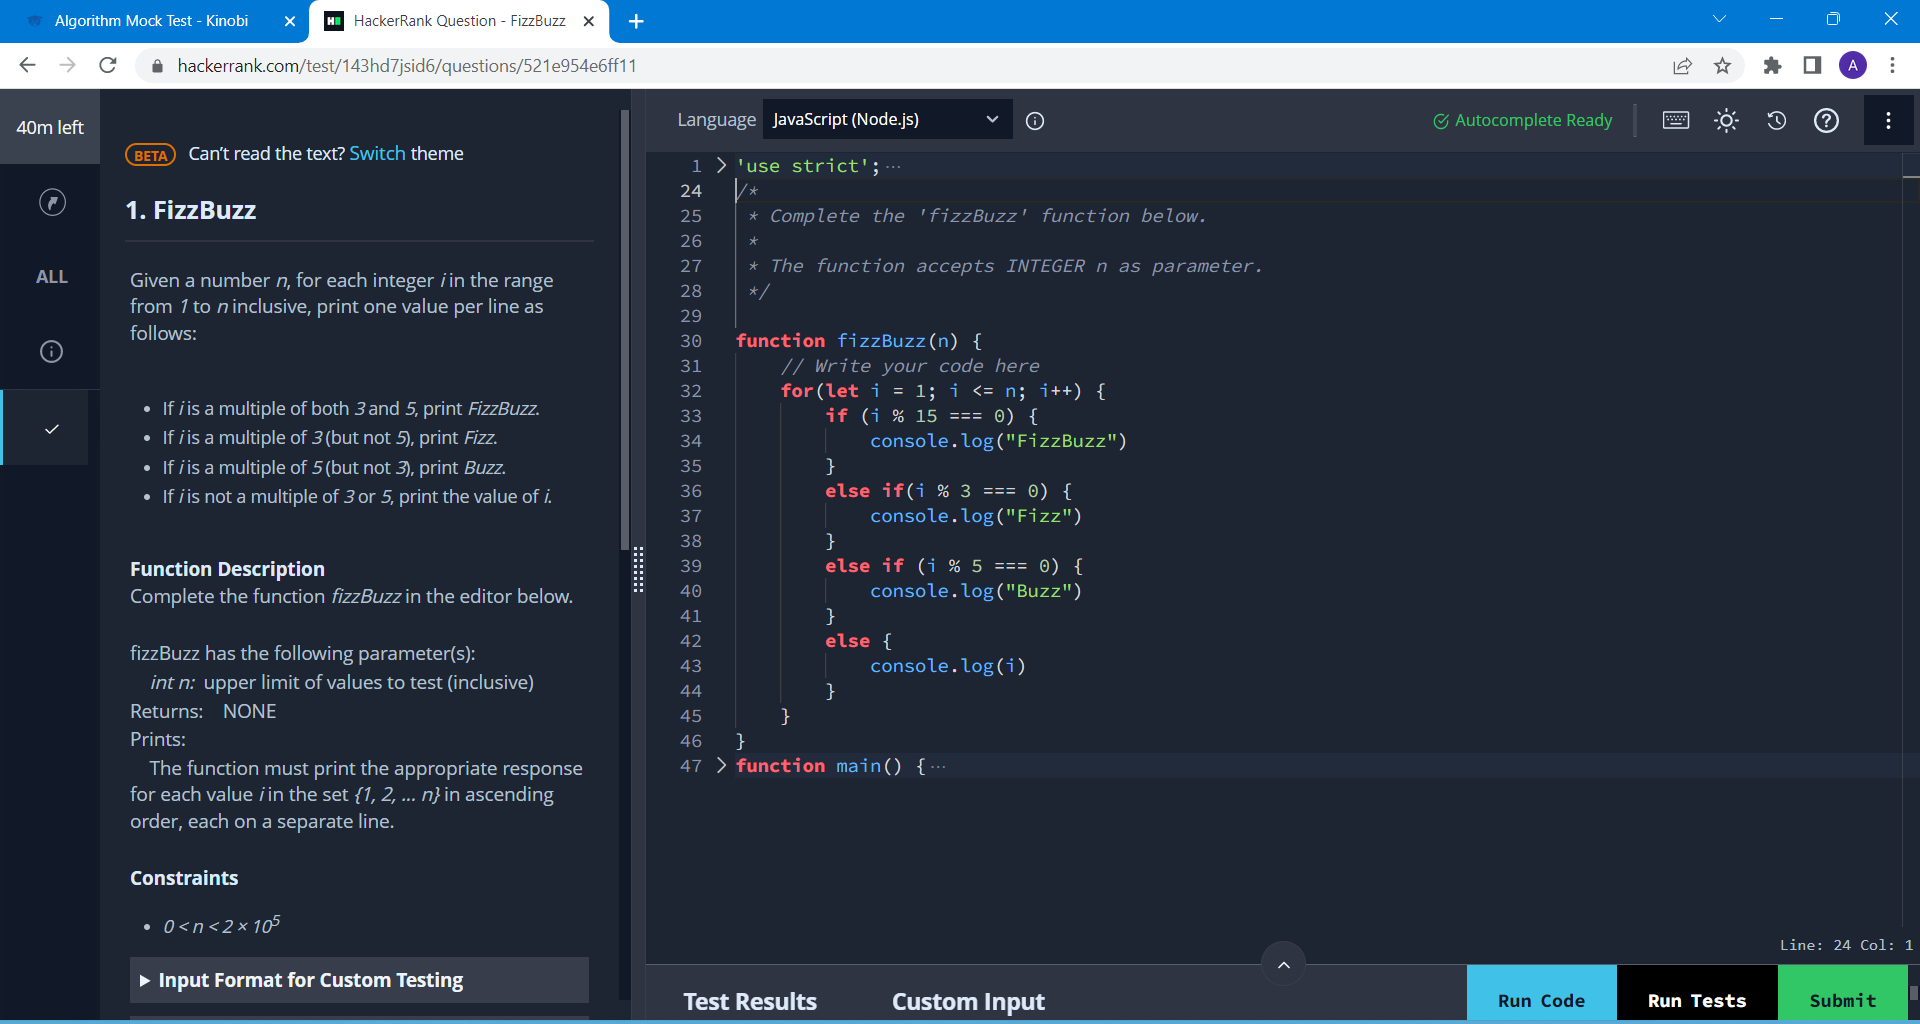 Algorithm Mock Test - Kinobi
HackerRank Question - FizzBuzz
hackerrank.com/test/143hd7jsid6/questions/521e954e6ff11
A
40m left
ALL
BETA Can't read the text? Switch theme
1. FizzBuzz
Given a number n, for each integer i in the range
from 1 to n inclusive, print one value per line as
follows:
• If i is a multiple of both 3 and 5, print FizzBuzz.
• If i is a multiple of 3 (but not 5), print Fizz.
• If i is a multiple of 5 (but not 3), print Buzz.
• If i is not a multiple of 3 or 5, print the value of i.
Function Description
Complete the function fizzBuzz in the editor below.
fizzBuzz has the following parameter(s):
int n: upper limit of values to test (inclusive)
Returns: NONE
Prints:
The function must print the appropriate response
for each value i in the set {1, 2, ... n} in ascending
order, each on a separate line.
Constraints
• 0 < n < 2 × 10⁵
Input Format for Custom Testing
Language JavaScript (Node.js)
Autocomplete Ready
1 'use strict'; ...
24 /*
25 * Complete the 'fizzBuzz' function below.
26 *
27 * The function accepts INTEGER n as parameter.
28 */
29
30 function fizzBuzz(n) {
31 // Write your code here
32 for(let i = 1; i <= n; i++) {
33 if (i % 15 === 0) {
34 console.log("FizzBuzz")
35 }
36 else if(i % 3 === 0) {
37 console.log("Fizz")
38 }
39 else if (i % 5 === 0) {
40 console.log("Buzz")
41 }
42 else {
43 console.log(i)
44 }
45 }
46 }
47 function main() { ...
Line: 24 Col: 1
Test Results
Custom Input
Run Code
Run Tests
Submit